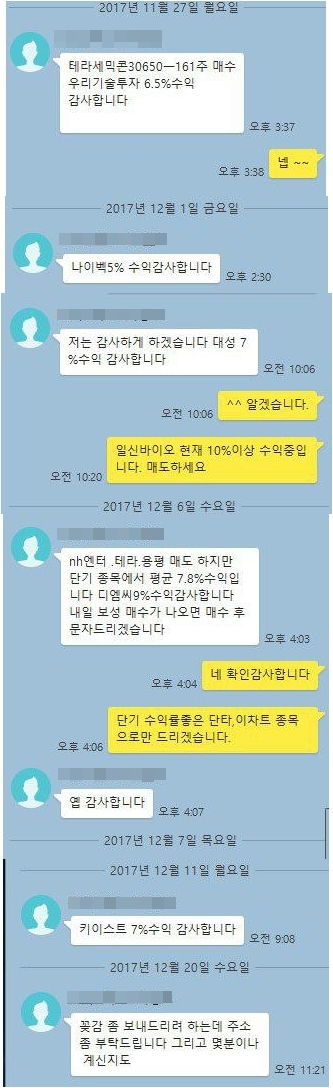 2017년 11월 27일 월요일
테라세믹콘30650ㅡ161주 매수
우리기술투자 6.5%수익
감사합니다
오후 3:37
넵 ~~
오후 3:38
2017년 12월 1일 금요일
나이벡5% 수익감사합니다
오후 2:30
저는 감사하게 하겠습니다 대성 7
%수익 감사합니다
오전 10:06
^^ 알겠습니다.
오전 10:06
일신바이오 현재 10%이상 수익중입
니다. 매도하세요
오전 10:20
2017년 12월 6일 수요일
nh엔터 .테라.용평 매도 하지만
단기 종목에서 평균 7.8%수익입
니다 디엠씨9%수익감사합니다
내일 보성 매수가 나오면 매수 후
문자드리겠습니다
오후 4:03
네 확인감사합니다
오후 4:04
단기 수익률좋은 단타,이차트 종목
으로만 드리겠습니다.
오후 4:06
옙 감사합니다
오후 4:07
2017년 12월 7일 목요일
2017년 12월 11일 월요일
키이스트 7%수익 감사합니다
오전 9:08
2017년 12월 20일 수요일
꽃감 좀 보내드리려 하는데 주소
좀 부탁드립니다 그리고 몇분이나
계신지도
오전 11:21